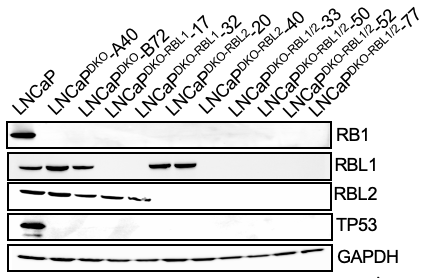 LNCaP
LNCaPDKO-A40
LNCaPDKO-B72
LNCaPDKO-RBL1-17
LNCaPDKO-RBL1-32
LNCaPDKO-RBL2-20
LNCaPDKO-RBL2-40
LNCaPDKO-RBL1/2-33
LNCaPDKO-RBL1/2-50
LNCaPDKO-RBL1/2-52
LNCaPDKO-RBL1/2-77
RB1
RBL1
RBL2
TP53
GAPDH